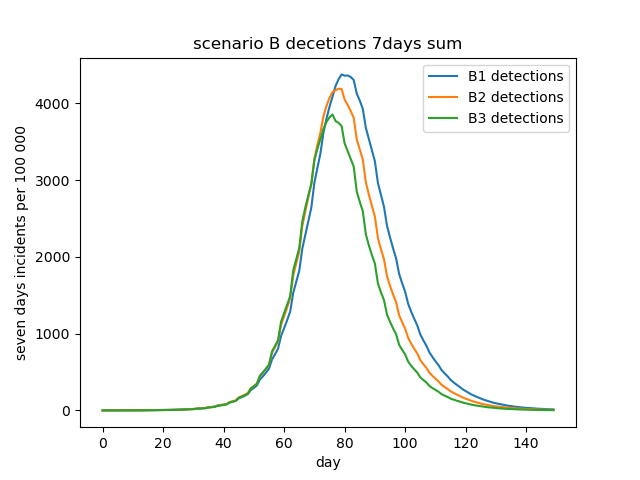 scenario B decetions 7days sum
B1 detections
B2 detections
B3 detections
seven days incidents per 100 000
4000
3000
2000
1000
0
0 20 40 60 80 100 120 140
day